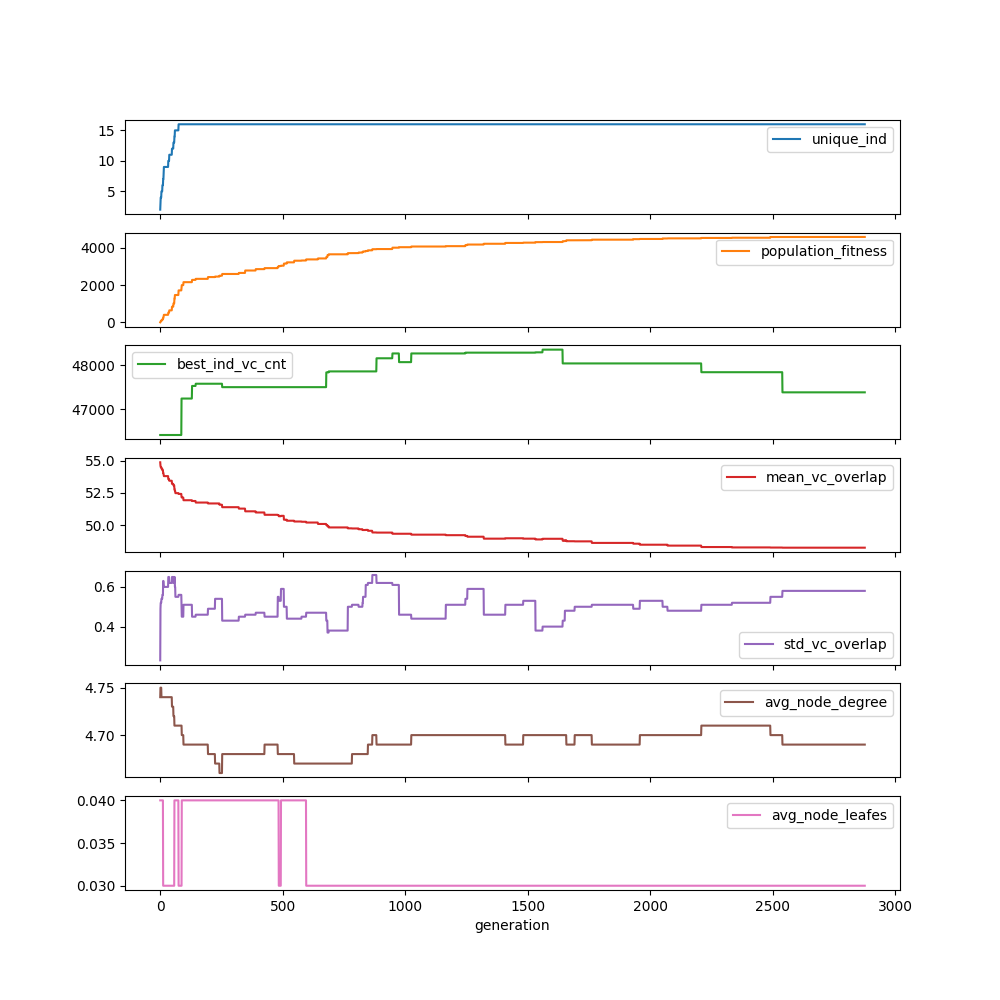 15
10
5
unique_ind
4000
2000
0
population_fitness
48000
47000
best_ind_vc_cnt
55.0
52.5
50.0
mean_vc_overlap
0.6
0.4
std_vc_overlap
4.75
4.70
avg_node_degree
0.040
0.035
0.030
avg_node_leafes
0 500 1000 1500 2000 2500 3000
generation